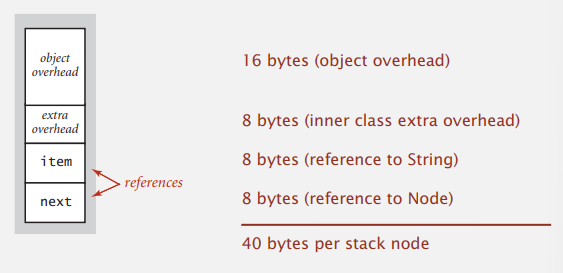 object
overhead
16 bytes (object overhead)
extra
overhead
8 bytes (inner class extra overhead)
item
8 bytes (reference to String)
references
next
8 bytes (reference to Node)
40 bytes per stack node